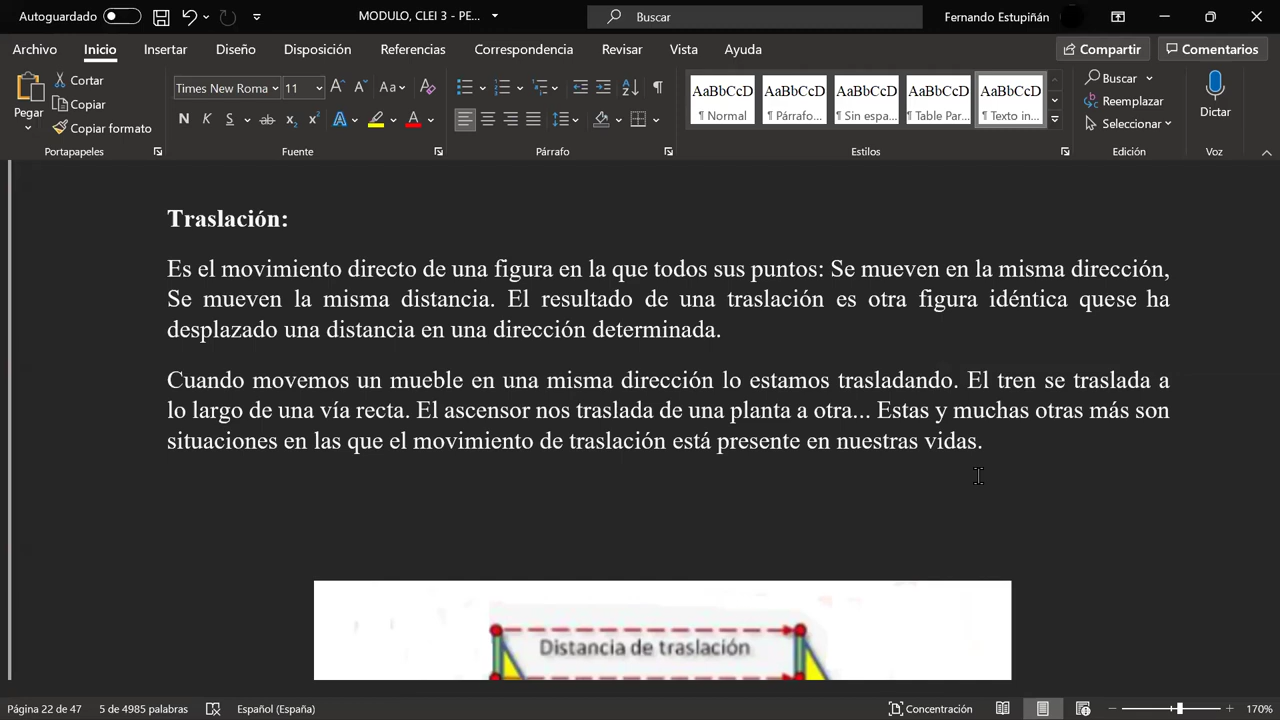 Autoguardado MODULO, CLEI 3 - PE... Buscar Fernando Estupiñán
Archivo Inicio Insertar Diseño Disposición Referencias Correspondencia Revisar Vista Ayuda Compartir Comentarios
Pegar
Cortar
Copiar
Copiar formato
Portapapeles
Times New Roma 11
Fuente
Párrafo
AaBbCcD AaBbCcD AaBbCcD AaBbCcD AaBbCcD
¶ Normal ¶ Párrafo... ¶ Sin espa... ¶ Table Par... ¶ Texto in...
Estilos
Buscar
Reemplazar
Seleccionar
Edición
Dictar
Voz
Traslación:
Es el movimiento directo de una figura en la que todos sus puntos: Se mueven en la misma dirección,
Se mueven la misma distancia. El resultado de una traslación es otra figura idéntica quese ha
desplazado una distancia en una dirección determinada.
Cuando movemos un mueble en una misma dirección lo estamos trasladando. El tren se traslada a
lo largo de una vía recta. El ascensor nos traslada de una planta a otra... Estas y muchas otras más son
situaciones en las que el movimiento de traslación está presente en nuestras vidas.
Distancia de traslación
Página 22 de 47 5 de 4985 palabras Español (España) Concentración 170%